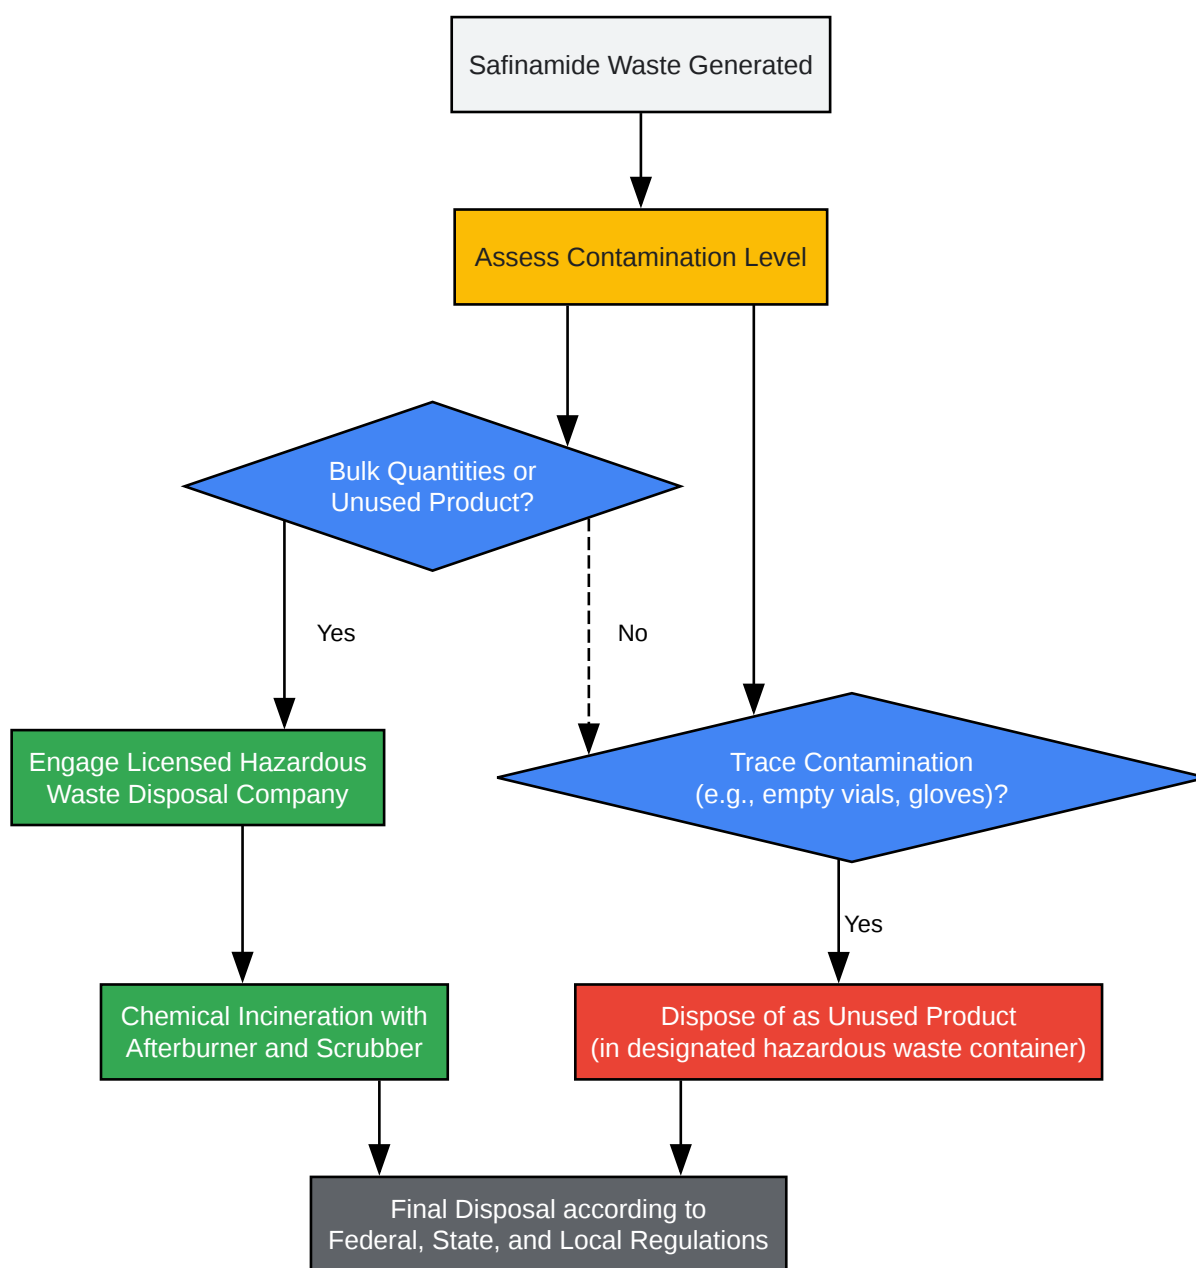 Safinamide Waste Generated
Assess Contamination Level
Bulk Quantities or
Unused Product?
Yes
No
Engage Licensed Hazardous
Waste Disposal Company
Trace Contamination
(e.g., empty vials, gloves)?
Yes
Chemical Incineration with
Afterburner and Scrubber
Dispose of as Unused Product
(in designated hazardous waste container)
Final Disposal according to
Federal, State, and Local Regulations